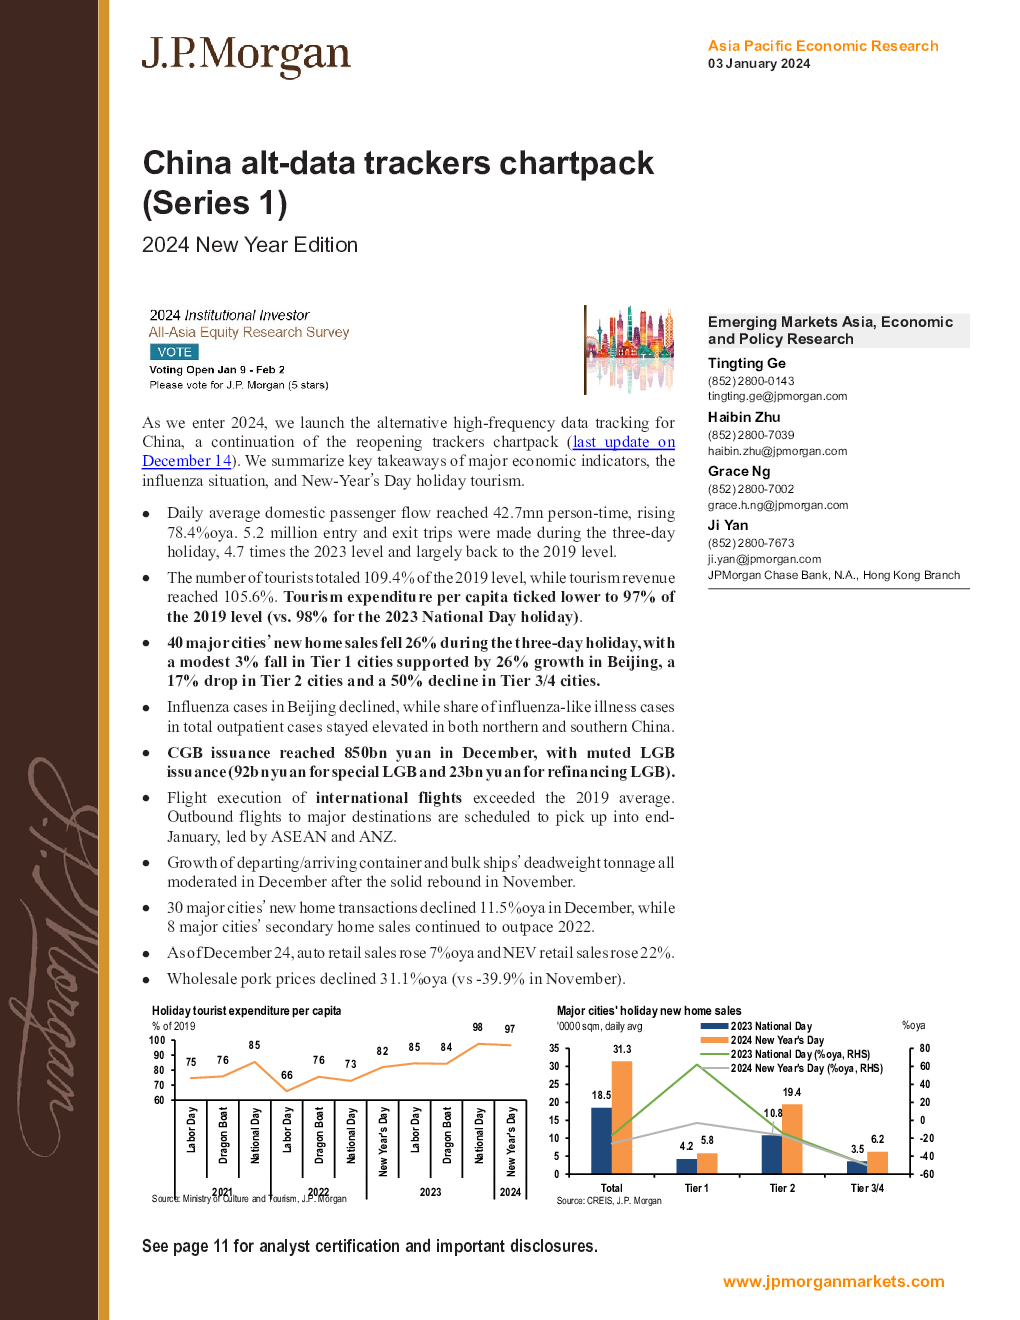 J.P.Morgan
Asia Pacific Economic Research
03 January 2024
China alt-data trackers chartpack
(Series 1)
2024 New Year Edition
2024 Institutional Investor
All-Asia Equity Research Survey
VOTE
Voting Open Jan 9 - Feb 2
Please vote for J.P. Morgan (5 stars)
As we enter 2024, we launch the alternative high-frequency data tracking for
China, a continuation of the reopening trackers chartpack (last update on
December 14). We summarize key takeaways of major economic indicators, the
influenza situation, and New-Year's Day holiday tourism.
● Daily average domestic passenger flow reached 42.7mn person-time, rising
78.4%oya. 5.2 million entry and exit trips were made during the three-day
holiday, 4.7 times the 2023 level and largely back to the 2019 level.
● The number of tourists totaled 109.4% of the 2019 level, while tourism revenue
reached 105.6%. Tourism expenditure per capita ticked lower to 97% of
the 2019 level (vs. 98% for the 2023 National Day holiday).
● 40 major cities' new home sales fell 26% during the three-day holiday, with
a modest 3% fall in Tier 1 cities supported by 26% growth in Beijing, a
17% drop in Tier 2 cities and a 50% decline in Tier 3/4 cities.
● Influenza cases in Beijing declined, while share of influenza-like illness cases
in total outpatient cases stayed elevated in both northern and southern China.
● CGB issuance reached 850bn yuan in December, with muted LGB
issuance (92bn yuan for special LGB and 23bn yuan for refinancing LGB).
● Flight execution of international flights exceeded the 2019 average.
Outbound flights to major destinations are scheduled to pick up into end-
January, led by ASEAN and ANZ.
● Growth of departing/arriving container and bulk ships' deadweight tonnage all
moderated in December after the solid rebound in November.
● 30 major cities' new home transactions declined 11.5%oya in December, while
8 major cities' secondary home sales continued to outpace 2022.
● As of December 24, auto retail sales rose 7%oya and NEV retail sales rose 22%.
● Wholesale pork prices declined 31.1%oya (vs -39.9% in November).
Emerging Markets Asia, Economic
and Policy Research
Tingting Ge
(852) 2800-0143
tingting.ge@jpmorgan.com
Haibin Zhu
(852) 2800-7039
haibin.zhu@jpmorgan.com
Grace Ng
(852) 2800-7002
grace.h.ng@jpmorgan.com
Ji Yan
(852) 2800-7673
ji.yan@jpmorgan.com
JPMorgan Chase Bank, N.A., Hong Kong Branch
Holiday tourist expenditure per capita
% of 2019
100
90
80
70
60
75 76 85 66 76 73 82 85 84 98 97
Labor Day
Dragon Boat
National Day
Labor Day
Dragon Boat
National Day
New Year's Day
Labor Day
Dragon Boat
National Day
New Year's Day
2021 2022 2023 2024
Source: Ministry of Culture and Tourism, J.P. Morgan
Major cities' holiday new home sales
'0000 sqm, daily avg
%oya
2023 National Day
2024 New Year's Day
2023 National Day (%oya, RHS)
2024 New Year's Day (%oya, RHS)
35
30
25
20
15
10
5
0
18.5 31.3 4.2 5.8 10.8 19.4 3.5 6.2
80
60
40
20
0
-20
-40
-60
Total Tier 1 Tier 2 Tier 3/4
Source: CREIS, J.P. Morgan
See page 11 for analyst certification and important disclosures.
www.jpmorganmarkets.com
J.P.Morgan